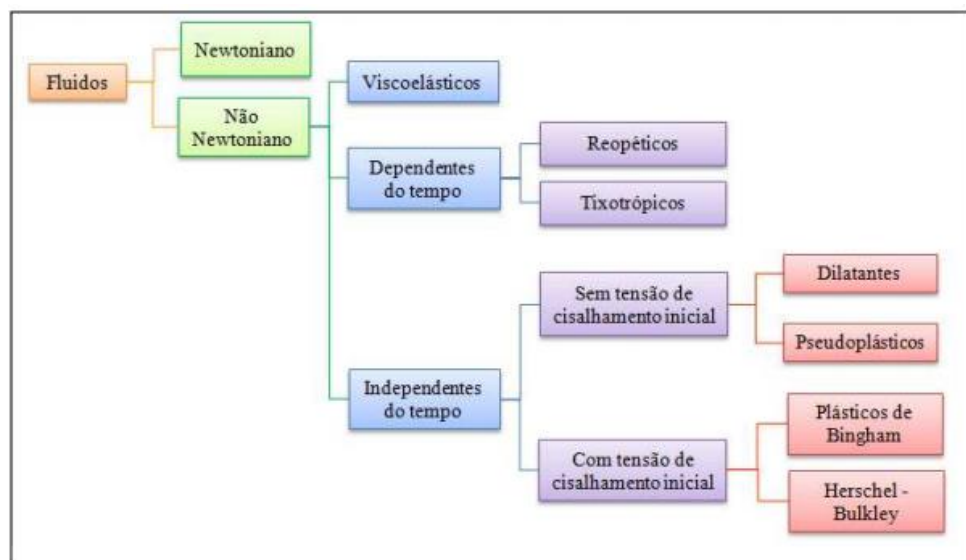 Fluidos
Newtoniano
Não
Newtoniano
Viscoelásticos
Dependentes
do tempo
Reopéticos
Tixotrópicos
Independentes
do tempo
Sem tensão de
cisalhamento inicial
Dilatantes
Pseudoplásticos
Com tensão de
cisalhamento inicial
Plásticos de
Bingham
Herschel -
Bulkley